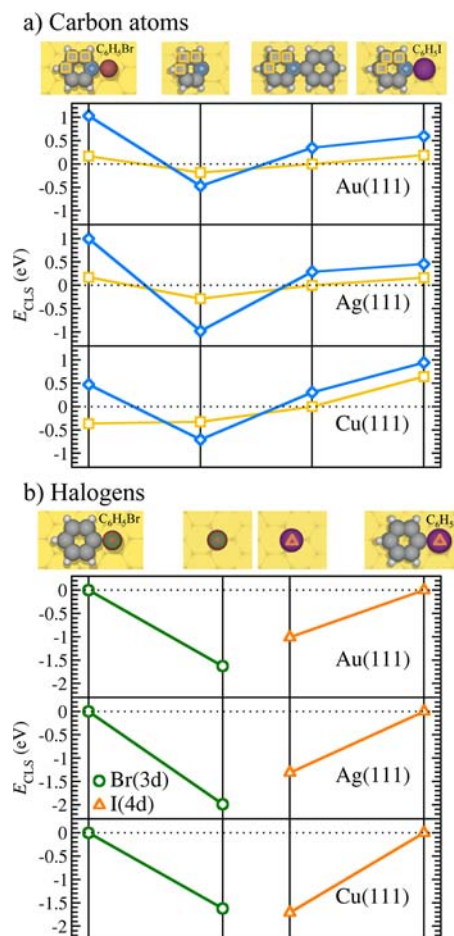 a) Carbon atoms
C₆H₅Br
C₆H₅I
1
0.5
0
-0.5
-1
Au(111)
1
0.5
0
-0.5
-1
Ag(111)
1
0.5
0
-0.5
-1
Cu(111)
E_CLS (eV)
b) Halogens
C₆H₅Br
C₆H₅
0
-0.5
-1
-1.5
-2
Au(111)
0
-0.5
-1
-1.5
-2
Br(3d)
I(4d)
Ag(111)
0
-0.5
-1
-1.5
-2
Cu(111)
E_CLS (eV)